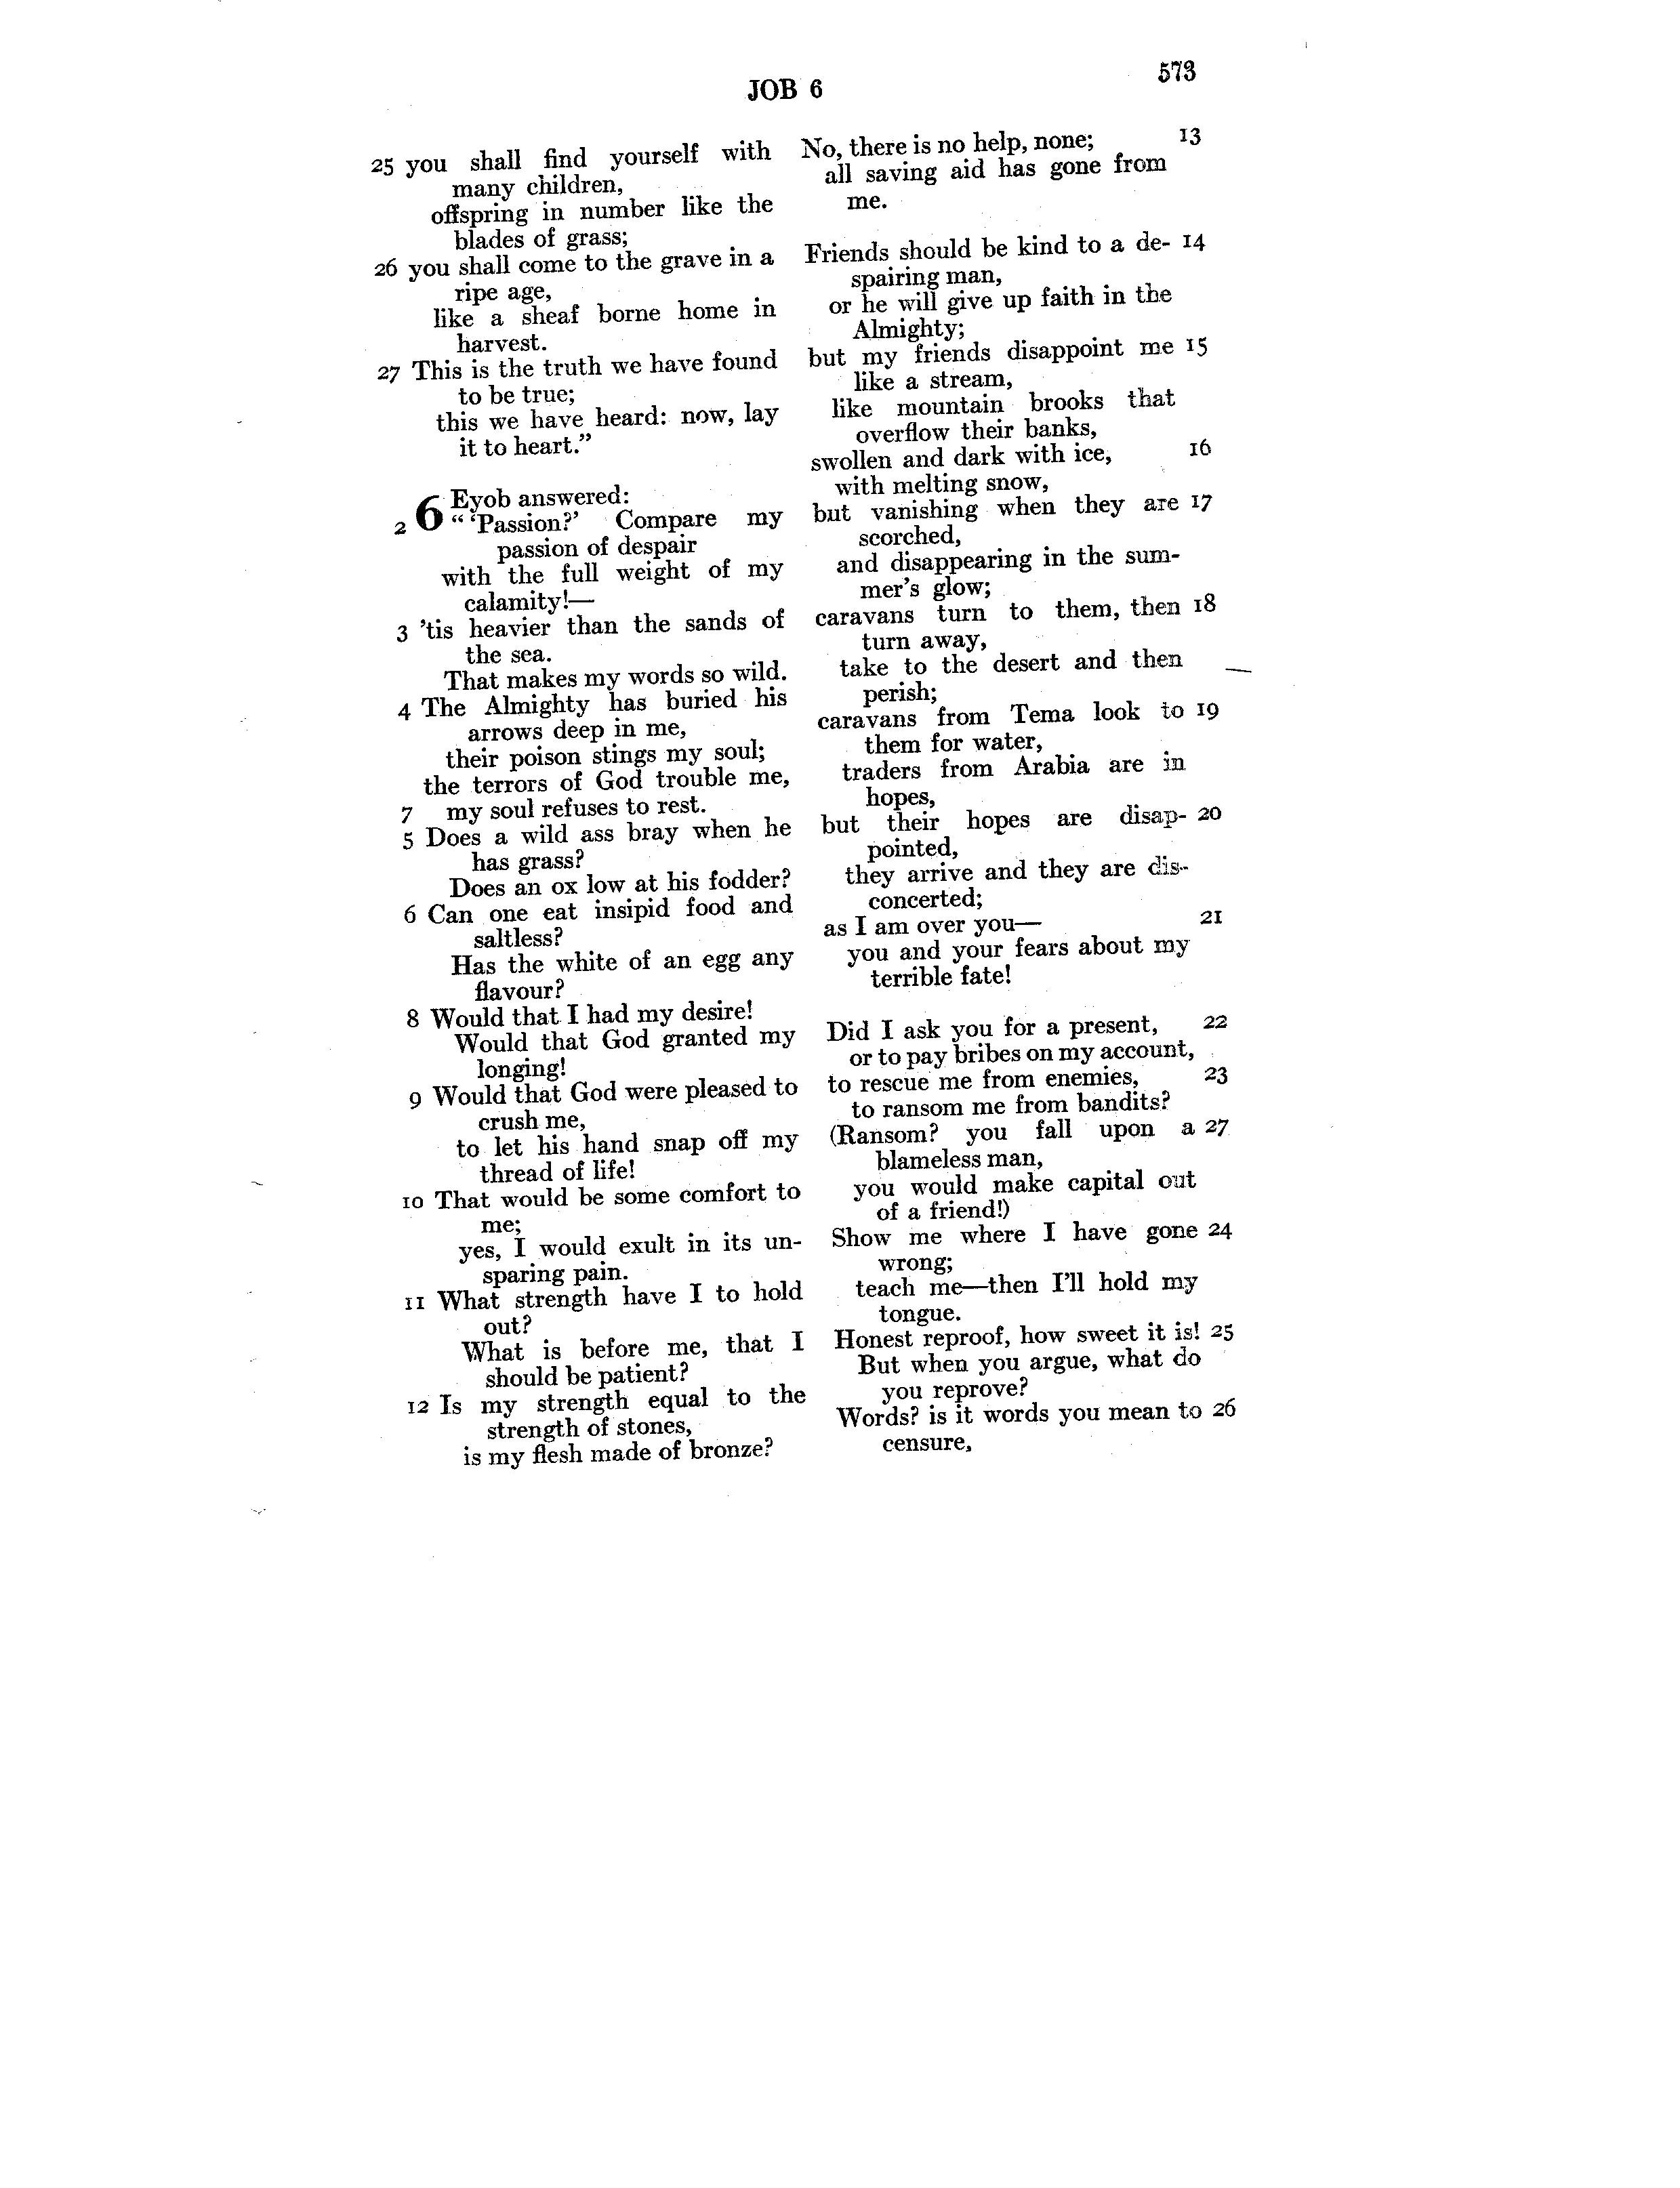 JOB 6
573
25 you shall find yourself with
many children,
offspring in number like the
blades of grass;
26 you shall come to the grave in a
ripe age,
like a sheaf borne home in
harvest.
27 This is the truth we have found
to be true;
this we have heard: now, lay
it to heart.”
6 Eyob answered:
2 “ ‘Passion?’ Compare my
passion of despair
with the full weight of my
calamity!—
3 ’tis heavier than the sands of
the sea.
That makes my words so wild.
4 The Almighty has buried his
arrows deep in me,
their poison stings my soul;
the terrors of God trouble me,
7 my soul refuses to rest.
5 Does a wild ass bray when he
has grass?
Does an ox low at his fodder?
6 Can one eat insipid food and
saltless?
Has the white of an egg any
flavour?
8 Would that I had my desire!
Would that God granted my
longing!
9 Would that God were pleased to
crush me,
to let his hand snap off my
thread of life!
10 That would be some comfort to
me;
yes, I would exult in its un-
sparing pain.
11 What strength have I to hold
out?
What is before me, that I
should be patient?
12 Is my strength equal to the
strength of stones,
is my flesh made of bronze?
No, there is no help, none; 13
all saving aid has gone from
me.
Friends should be kind to a de- 14
spairing man,
or he will give up faith in the
Almighty;
but my friends disappoint me 15
like a stream,
like mountain brooks that
overflow their banks,
swollen and dark with ice, 16
with melting snow,
but vanishing when they are 17
scorched,
and disappearing in the sum-
mer’s glow;
caravans turn to them, then 18
turn away,
take to the desert and then
perish;
caravans from Tema look to 19
them for water,
traders from Arabia are in
hopes,
but their hopes are disap- 20
pointed,
they arrive and they are dis-
concerted;
as I am over you— 21
you and your fears about my
terrible fate!
Did I ask you for a present, 22
or to pay bribes on my account,
to rescue me from enemies, 23
to ransom me from bandits?
(Ransom? you fall upon a 27
blameless man,
you would make capital out
of a friend!)
Show me where I have gone 24
wrong;
teach me—then I’ll hold my
tongue.
Honest reproof, how sweet it is! 25
But when you argue, what do
you reprove?
Words? is it words you mean to 26
censure,